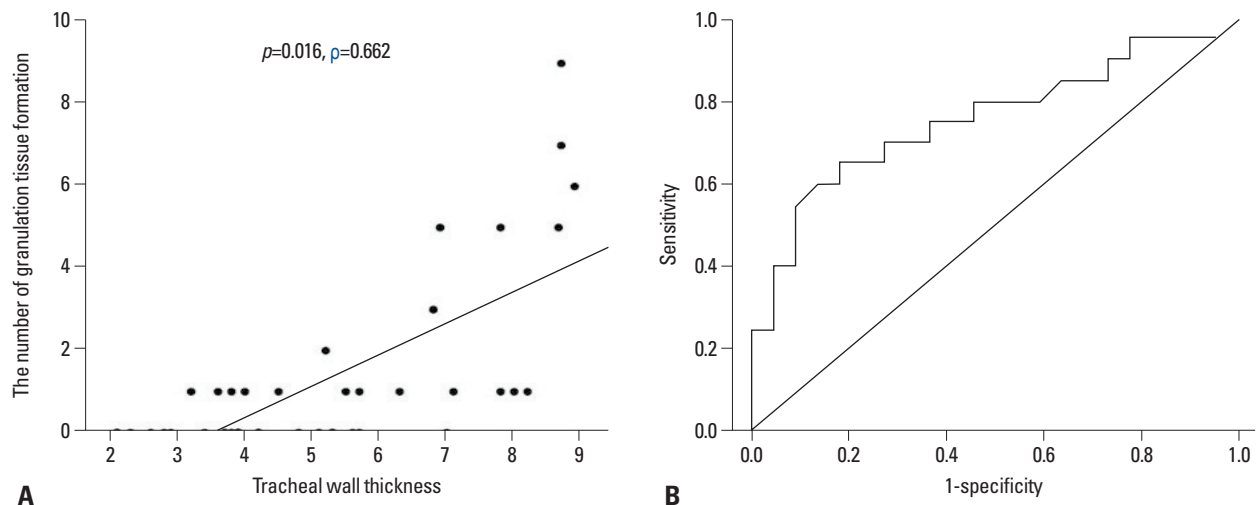 p=0.016, ρ=0.662
The number of granulation tissue formation
10
8
6
4
2
0
2 3 4 5 6 7 8 9
Tracheal wall thickness
A
Sensitivity
1.0
0.8
0.6
0.4
0.2
0.0
0.0 0.2 0.4 0.6 0.8 1.0
1-specificity
B